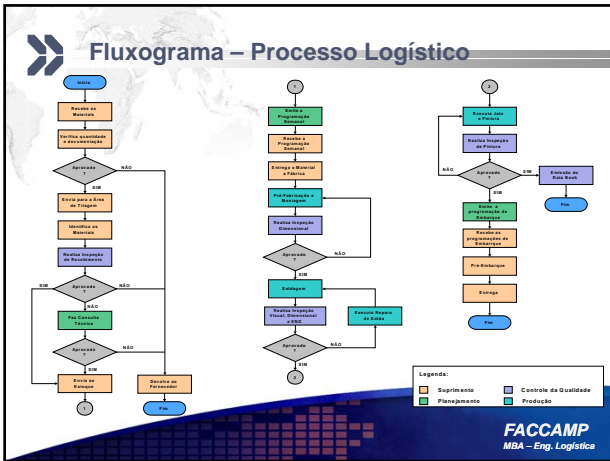 Fluxograma – Processo Logístico
Início
Recebe os
Materiais
Verifica quantidade
e documentação
Aprovado
?
NÃO
SIM
Envia para a Área
de Triagem
Identifica os
Materiais
Realiza Inspeção
de Recebimento
SIM
Aprovado
?
NÃO
NÃO
Faz Consulta
Técnica
Aprovado
?
NÃO
SIM
Envia ao
Estoque
Devolve ao
Fornecedor
1
Fim
1
Emite a
Programação
Semanal
Recebe a
Programação
Semanal
Entrega o Material
a Fábrica
Pré-Fabricação e
Montagem
Realiza Inspeção
Dimensional
Aprovado
?
NÃO
SIM
Soldagem
Realiza Inspeção
Visual, Dimensional
e END
Executa Reparo
de Solda
Aprovado
?
NÃO
SIM
2
2
Executa Jato
e Pintura
Realiza Inspeção
de Pintura
NÃO
Aprovado
?
SIM
Emissão do
Data Book
Fim
SIM
Emite a
programação de
Embarque
Recebe as
programações de
Embarque
Pré-Embarque
Entrega
Fim
Legenda:
Suprimento
Controle da Qualidade
Planejamento
Produção
FACCAMP
MBA – Eng. Logística